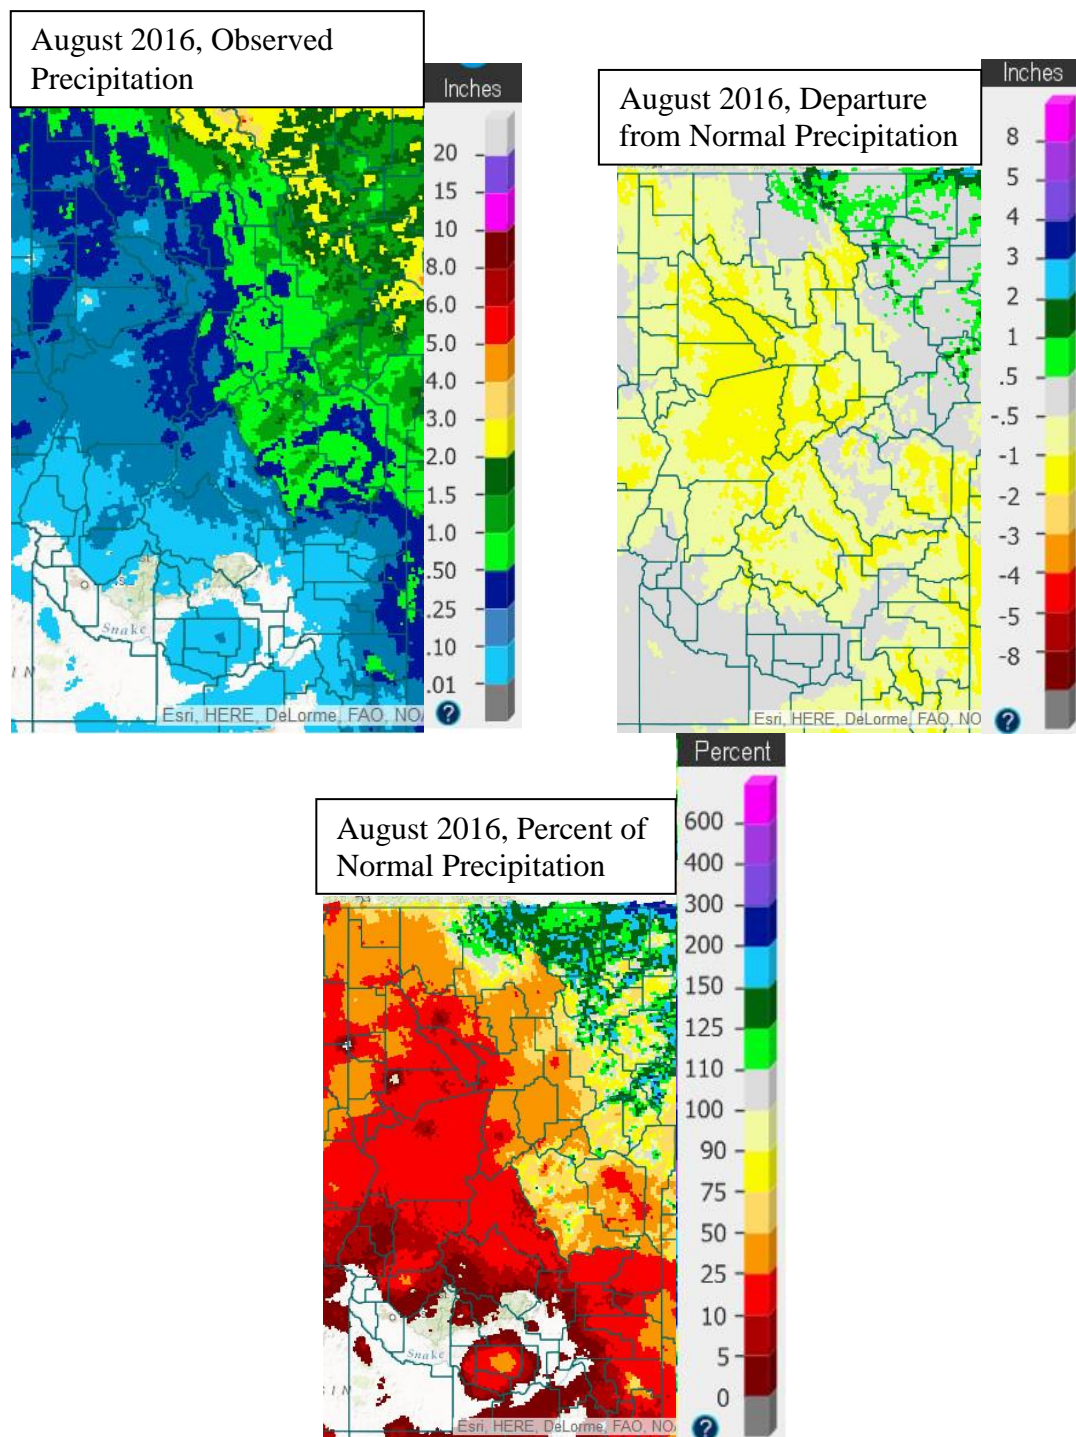 August 2016, Observed
Precipitation
Inches
20
15
10
8.0
6.0
5.0
4.0
3.0
2.0
1.5
1.0
.50
.25
.10
.01
Snake
I N
Esri, HERE, DeLorme, FAO, NO
?
August 2016, Departure
from Normal Precipitation
Inches
8
5
4
3
2
1
.5
-.5
-1
-2
-3
-4
-5
-8
Esri, HERE, DeLorme, FAO, NO
?
August 2016, Percent of
Normal Precipitation
Percent
600
400
300
200
150
125
110
100
90
75
50
25
10
5
0
Snake
I N
Esri, HERE, DeLorme, FAO, NO
?